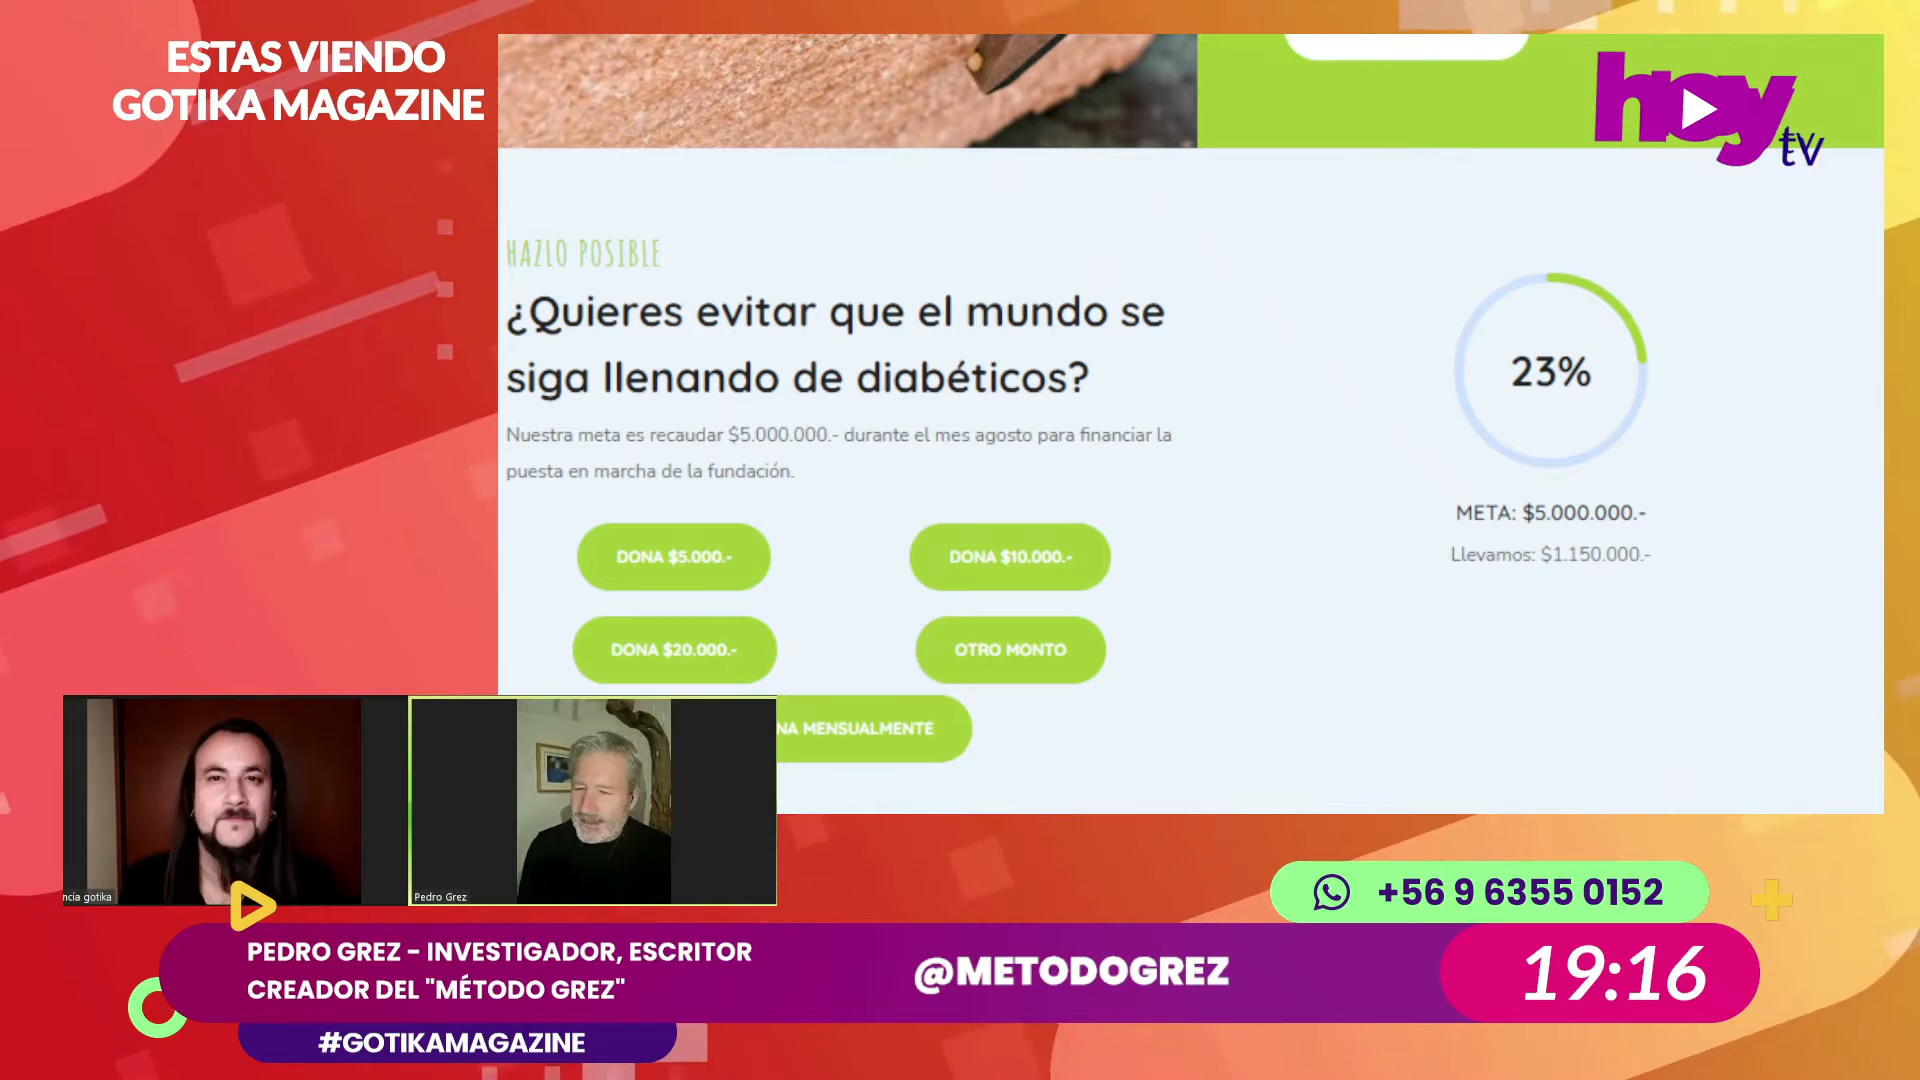 ESTAS VIENDO
GOTIKA MAGAZINE
hoy
tv
HAZLO POSIBLE
¿Quieres evitar que el mundo se
siga llenando de diabéticos?
Nuestra meta es recaudar $5.000.000.- durante el mes agosto para financiar la
puesta en marcha de la fundación.
23%
META: $5.000.000.-
Llevamos: $1.150.000.-
DONA $5.000.-
DONA $10.000.-
DONA $20.000.-
OTRO MONTO
NA MENSUALMENTE
ncia gotika
Pedro Grez
+56 9 6355 0152
PEDRO GREZ - INVESTIGADOR, ESCRITOR
CREADOR DEL "MÉTODO GREZ"
@METODOGREZ
19:16
#GOTIKAMAGAZINE